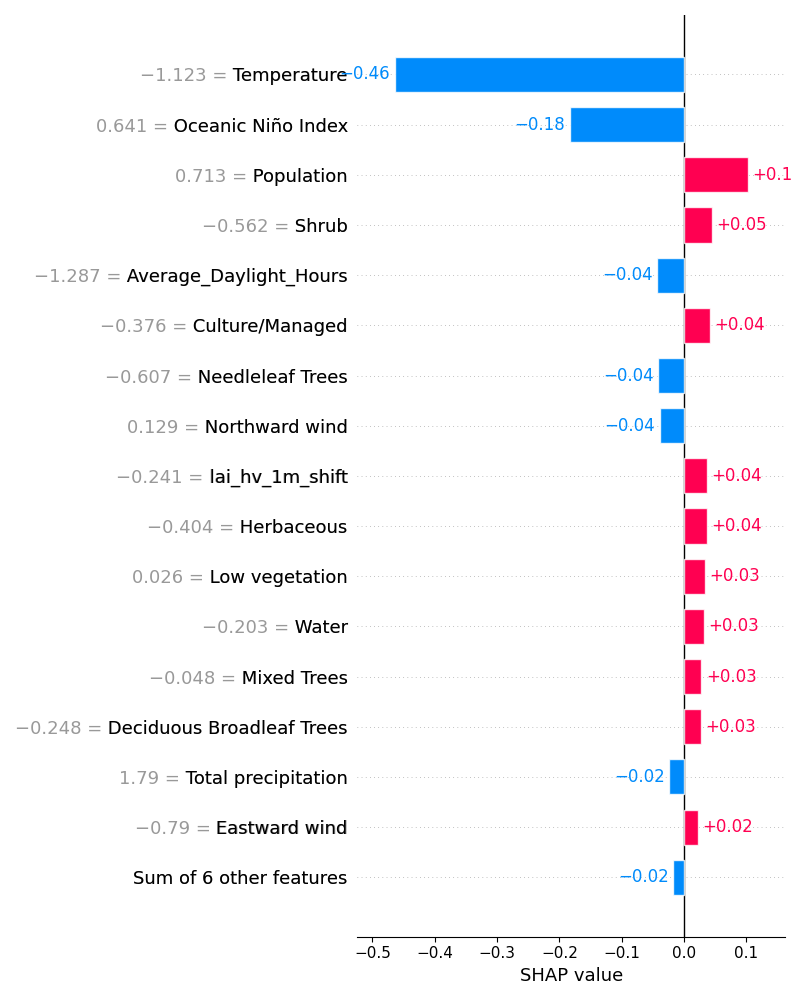 −1.123 = Temperature −0.46
0.641 = Oceanic Niño Index −0.18
0.713 = Population +0.1
−0.562 = Shrub +0.05
−1.287 = Average_Daylight_Hours −0.04
−0.376 = Culture/Managed +0.04
−0.607 = Needleleaf Trees −0.04
0.129 = Northward wind −0.04
−0.241 = lai_hv_1m_shift +0.04
−0.404 = Herbaceous +0.04
0.026 = Low vegetation +0.03
−0.203 = Water +0.03
−0.048 = Mixed Trees +0.03
−0.248 = Deciduous Broadleaf Trees +0.03
1.79 = Total precipitation −0.02
−0.79 = Eastward wind +0.02
Sum of 6 other features −0.02
−0.5 −0.4 −0.3 −0.2 −0.1 0.0 0.1
SHAP value